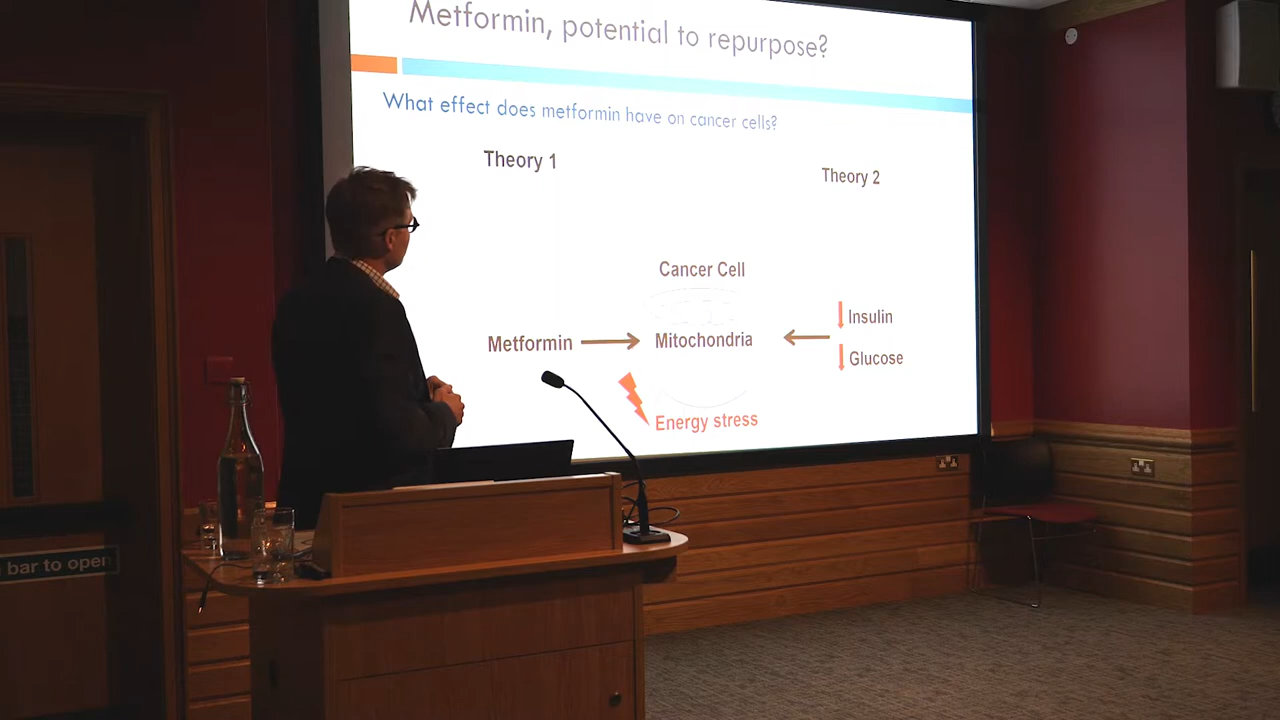 Metformin, potential to repurpose?
What effect does metformin have on cancer cells?
Theory 1
Theory 2
Cancer Cell
Metformin
Mitochondria
Insulin
Glucose
Energy stress
bar to open